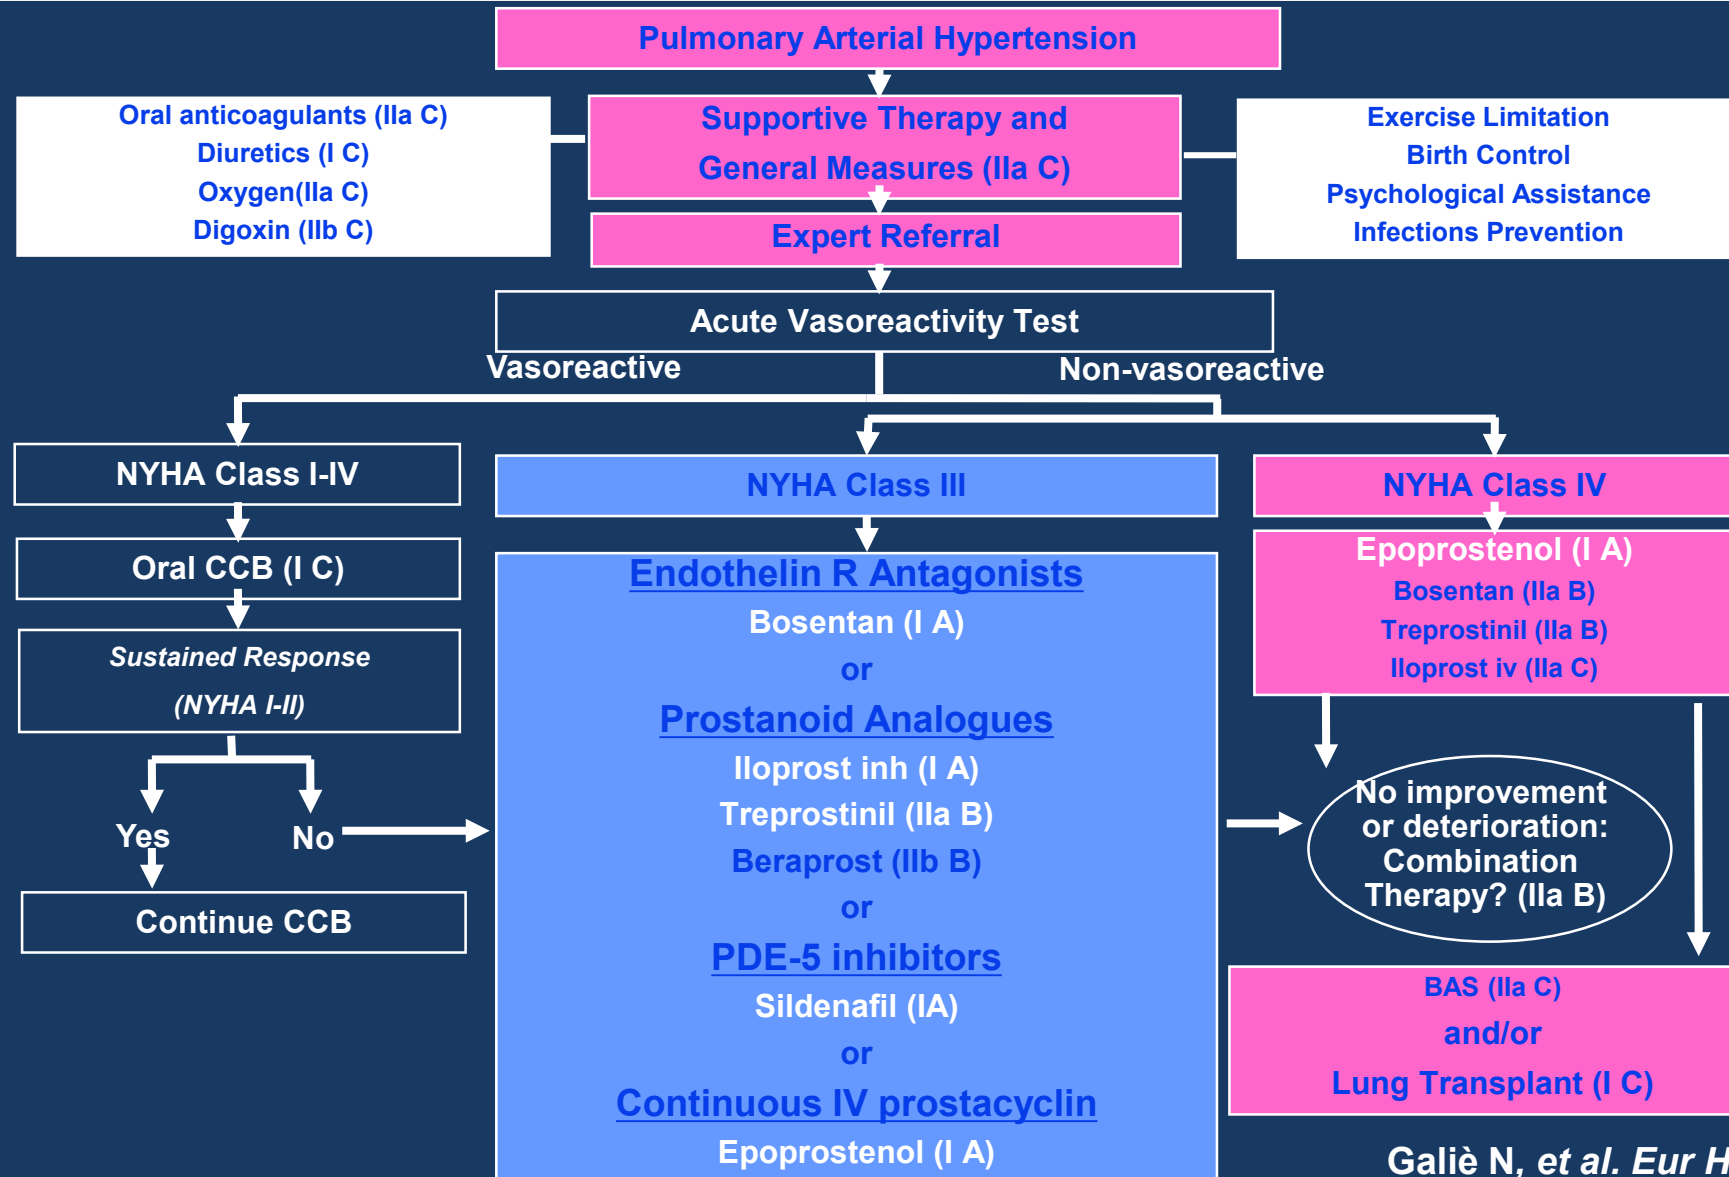 Pulmonary Arterial Hypertension
Oral anticoagulants (IIa C)
Diuretics (I C)
Oxygen(IIa C)
Digoxin (IIb C)
Supportive Therapy and
General Measures (IIa C)
Exercise Limitation
Birth Control
Psychological Assistance
Infections Prevention
Expert Referral
Acute Vasoreactivity Test
Vasoreactive
Non-vasoreactive
NYHA Class I-IV
Oral CCB (I C)
Sustained Response
(NYHA I-II)
Yes
No
Continue CCB
NYHA Class III
Endothelin R Antagonists
Bosentan (I A)
or
Prostanoid Analogues
Iloprost inh (I A)
Treprostinil (IIa B)
Beraprost (IIb B)
or
PDE-5 inhibitors
Sildenafil (IA)
or
Continuous IV prostacyclin
Epoprostenol (I A)
NYHA Class IV
Epoprostenol (I A)
Bosentan (IIa B)
Treprostinil (IIa B)
Iloprost iv (IIa C)
No improvement
or deterioration:
Combination
Therapy? (IIa B)
BAS (IIa C)
and/or
Lung Transplant (I C)
Galiè N, et al. Eur H